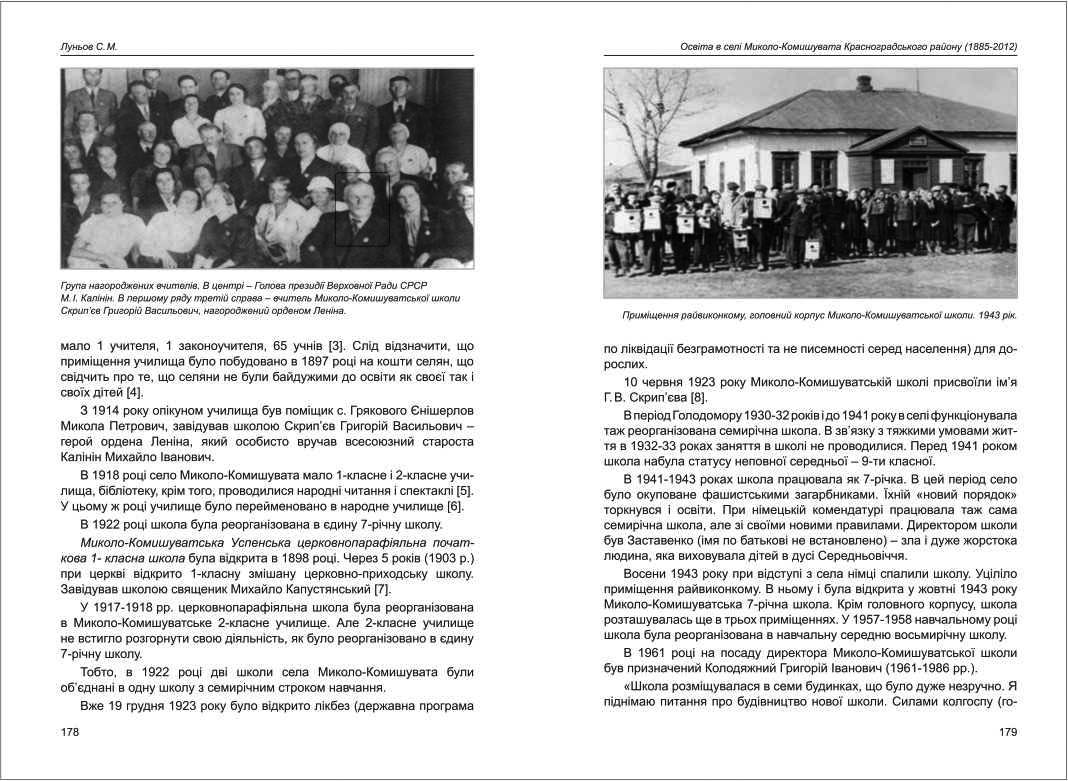 Луньов С. М.
Група нагороджених вчителів. В центрі – Голова президії Верховної Ради СРСР
М. І. Калінін. В першому ряду третій справа – вчитель Миколо-Комишуватської школи
Скрип’єв Григорій Васильович, нагороджений орденом Леніна.
мало 1 учителя, 1 законоучителя, 65 учнів [3]. Слід відзначити, що
приміщення училища було побудовано в 1897 році на кошти селян, що
свідчить про те, що селяни не були байдужими до освіти як своєї так і
своїх дітей [4].
З 1914 року опікуном училища був поміщик с. Грякового Єнішерлов
Микола Петрович, завідував школою Скрип’єв Григорій Васильович –
герой ордена Леніна, який особисто вручав всесоюзний староста
Калінін Михайло Іванович.
В 1918 році село Миколо-Комишувата мало 1-класне і 2-класне учи-
лища, бібліотеку, крім того, проводилися народні читання і спектаклі [5].
У цьому ж році училище було перейменовано в народне училище [6].
В 1922 році школа була реорганізована в єдину 7-річну школу.
Миколо-Комишуватська Успенська церковнопарафіяльна початкова
кова 1- класна школа була відкрита в 1898 році. Через 5 років (1903 р.)
при церкві відкрито 1-класну змішану церковно-приходську школу.
Завідував школою священик Михайло Капустянський [7].
У 1917-1918 рр. церковнопарафіяльна школа була реорганізована
в Миколо-Комишуватське 2-класне училище. Але 2-класне училище
не встигло розгорнути свою діяльність, як було реорганізовано в єдину
7-річну школу.
Тобто, в 1922 році дві школи села Миколо-Комишувата були
об’єднані в одну школу з семирічним строком навчання.
Вже 19 грудня 1923 року було відкрито лікбез (державна програма
178
Освіта в селі Миколо-Комишувата Красноградського району (1885-2012)
Приміщення райвиконкому, головний корпус Миколо-Комишуватської школи. 1943 рік.
по ліквідації безграмотності та не писемності серед населення) для до-
рослих.
10 червня 1923 року Миколо-Комишуватській школі присвоїли ім’я
Г. В. Скрип’єва [8].
В період Голодомору 1930-32 років і до 1941 року в селі функціонувала
таж реорганізована семирічна школа. В зв’язку з тяжкими умовами жит-
тя в 1932-33 роках заняття в школі не проводилися. Перед 1941 роком
школа набула статусу неповної середньої – 9-ти класної.
В 1941-1943 роках школа працювала як 7-річка. В цей період село
було окуповане фашистськими загарбниками. Їхній «новий порядок»
торкнувся і освіти. При німецькій комендатурі працювала таж сама
семирічна школа, але зі своїми новими правилами. Директором школи
був Заставенко (імя по батькові не встановлено) – зла і дуже жорстока
людина, яка виховувала дітей в дусі Середньовіччя.
Восени 1943 року при відступі з села німці спалили школу. Уціліло
приміщення райвиконкому. В ньому і була відкрита у жовтні 1943 року
Миколо-Комишуватська 7-річна школа. Крім головного корпусу, школа
розташувалась ще в трьох приміщеннях. У 1957-1958 навчальному році
школа була реорганізована в навчальну середню восьмирічну школу.
В 1961 році на посаду директора Миколо-Комишуватської школи
був призначений Колодяжний Григорій Іванович (1961-1986 рр.).
«Школа розміщувалася в семи будинках, що було дуже незручно. Я
піднімаю питання про будівництво нової школи. Силами колгоспу (го-
179